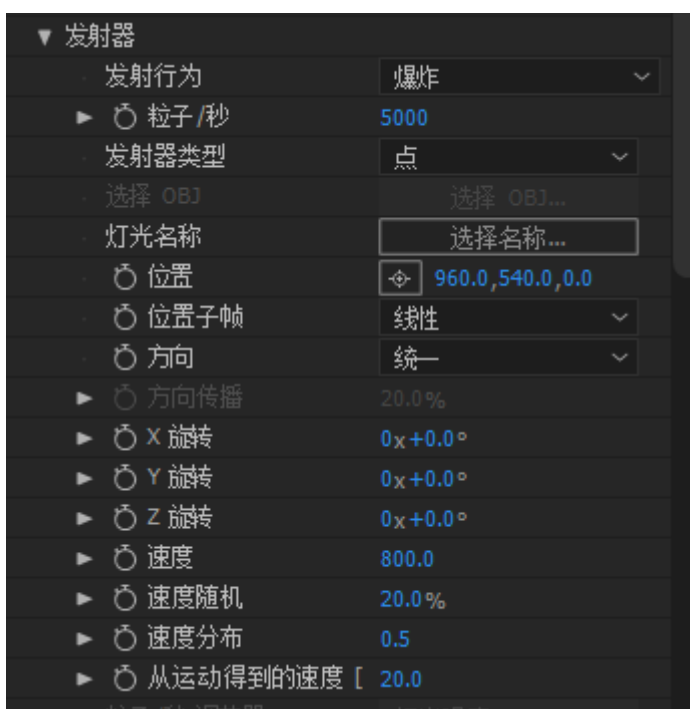 ▼ 发射器
发射行为 爆炸
粒子/秒 5000
发射器类型 点
选择 OBJ 选择 OBJ...
灯光名称 选择名称...
位置 960.0,540.0,0.0
位置子帧 线性
方向 统一
方向传播 20.0%
X 旋转 0x+0.0°
Y 旋转 0x+0.0°
Z 旋转 0x+0.0°
速度 800.0
速度随机 20.0%
速度分布 0.5
从运动得到的速度 [ 20.0